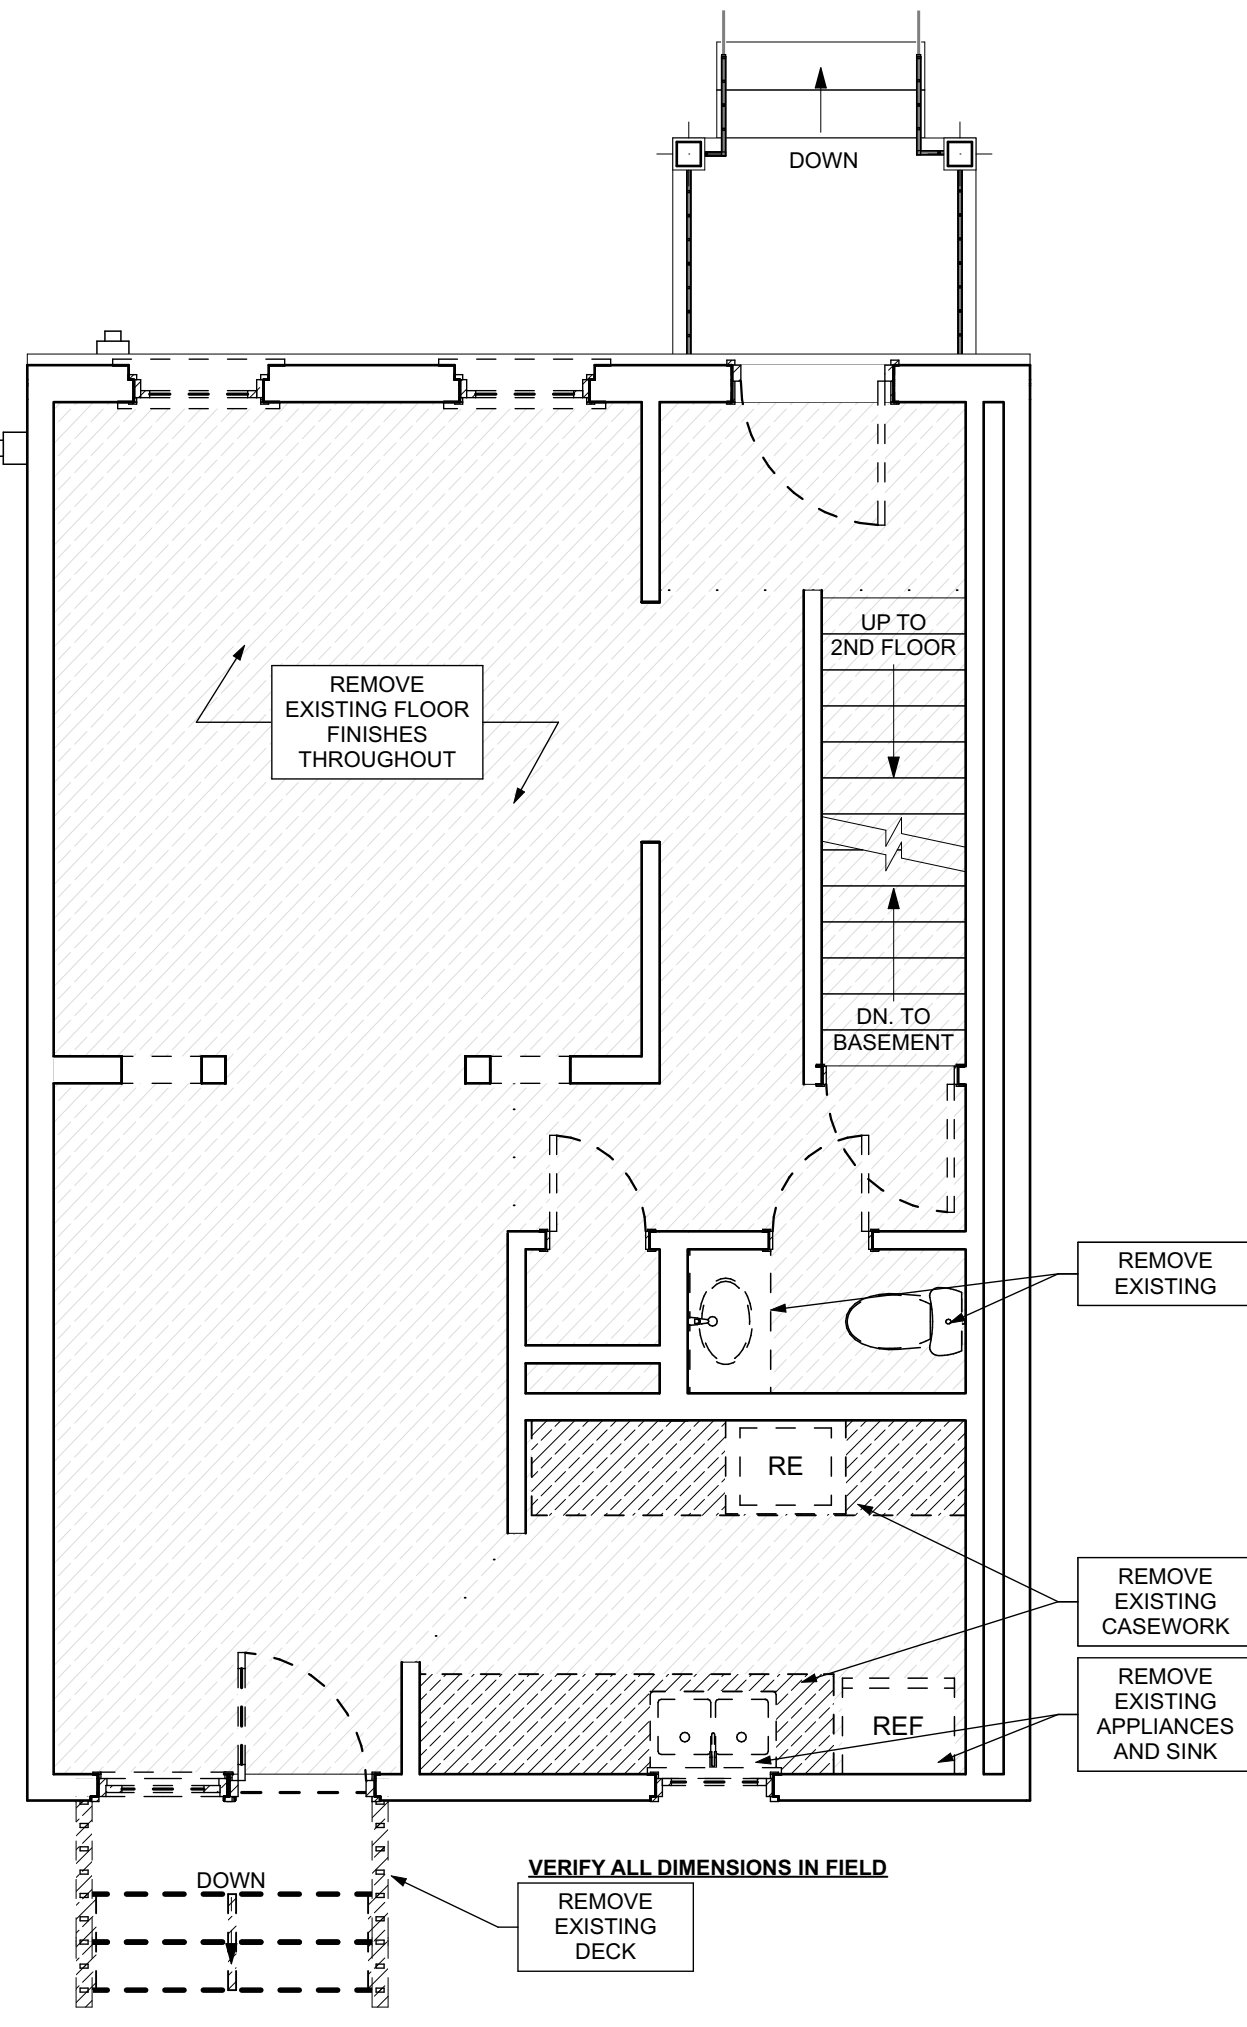 DOWN
UP TO
2ND FLOOR
REMOVE
EXISTING FLOOR
FINISHES
THROUGHOUT
DN. TO
BASEMENT
REMOVE
EXISTING
RE
REMOVE
EXISTING
CASEWORK
REMOVE
EXISTING
APPLIANCES
AND SINK
REF
DOWN
VERIFY ALL DIMENSIONS IN FIELD
REMOVE
EXISTING
DECK